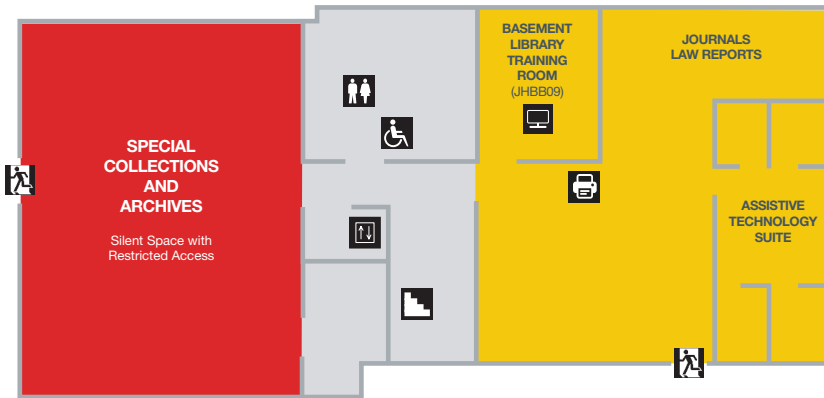 SPECIAL
COLLECTIONS
AND
ARCHIVES
Silent Space with
Restricted Access
BASEMENT
LIBRARY
TRAINING
ROOM
(JHBB09)
JOURNALS
LAW REPORTS
ASSISTIVE
TECHNOLOGY
SUITE